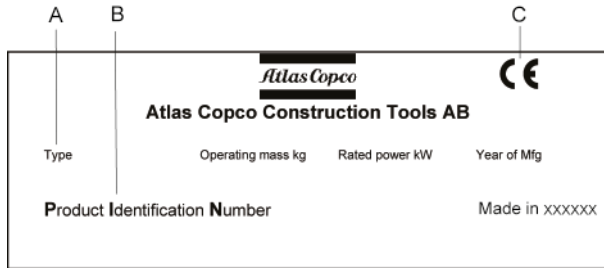 A B C
Atlas Copco CE
Atlas Copco Construction Tools AB
Type Operating mass kg Rated power kW Year of Mfg
Product Identification Number Made in xxxxxx